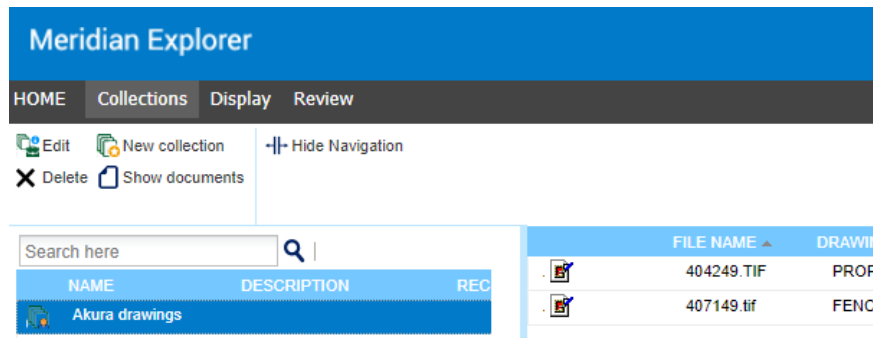 Meridian Explorer
HOME Collections Display Review
Edit New collection Hide Navigation
Delete Show documents
Search here
NAME DESCRIPTION REC
Akura drawings
FILE NAME DRAWI
404249.TIF PROP
407149.tif FENC